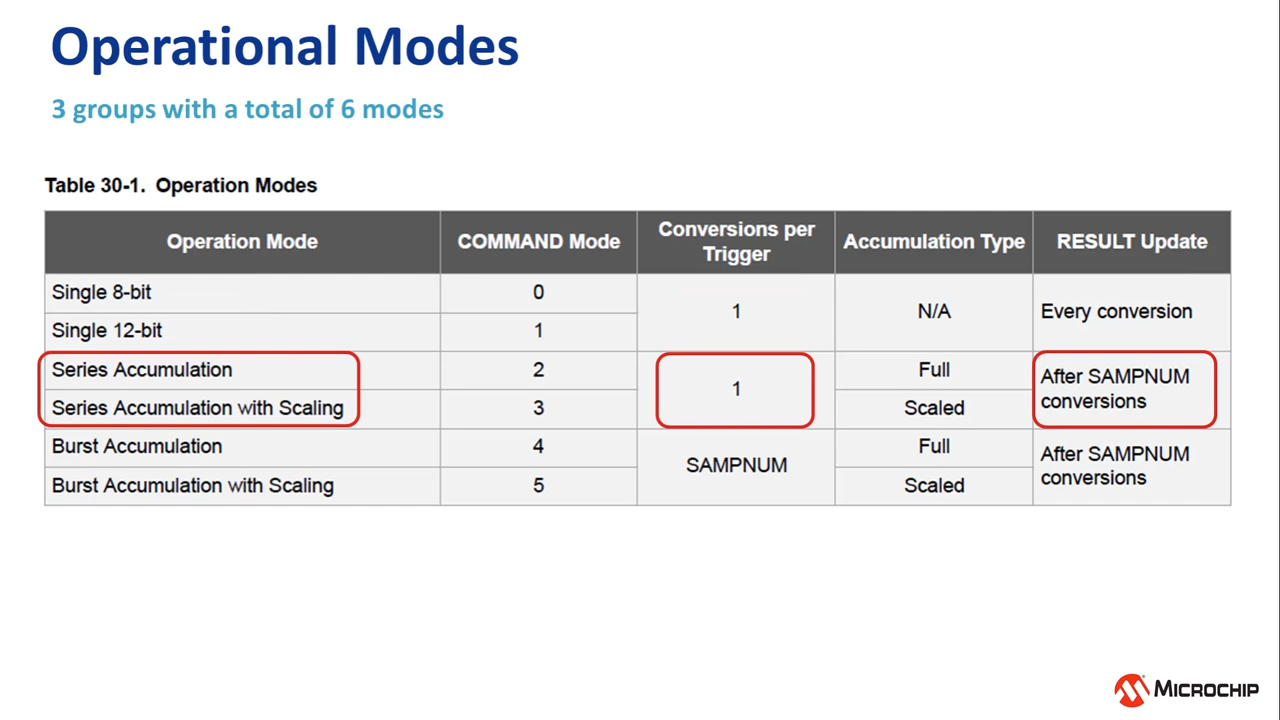 Operational Modes
3 groups with a total of 6 modes
Table 30-1. Operation Modes
Operation Mode COMMAND Mode Conversions per Trigger Accumulation Type RESULT Update
Single 8-bit 0 1 N/A Every conversion
Single 12-bit 1
Series Accumulation 2 1 Full After SAMPNUM conversions
Series Accumulation with Scaling 3 Scaled
Burst Accumulation 4 SAMPNUM Full After SAMPNUM conversions
Burst Accumulation with Scaling 5 Scaled
MICROCHIP